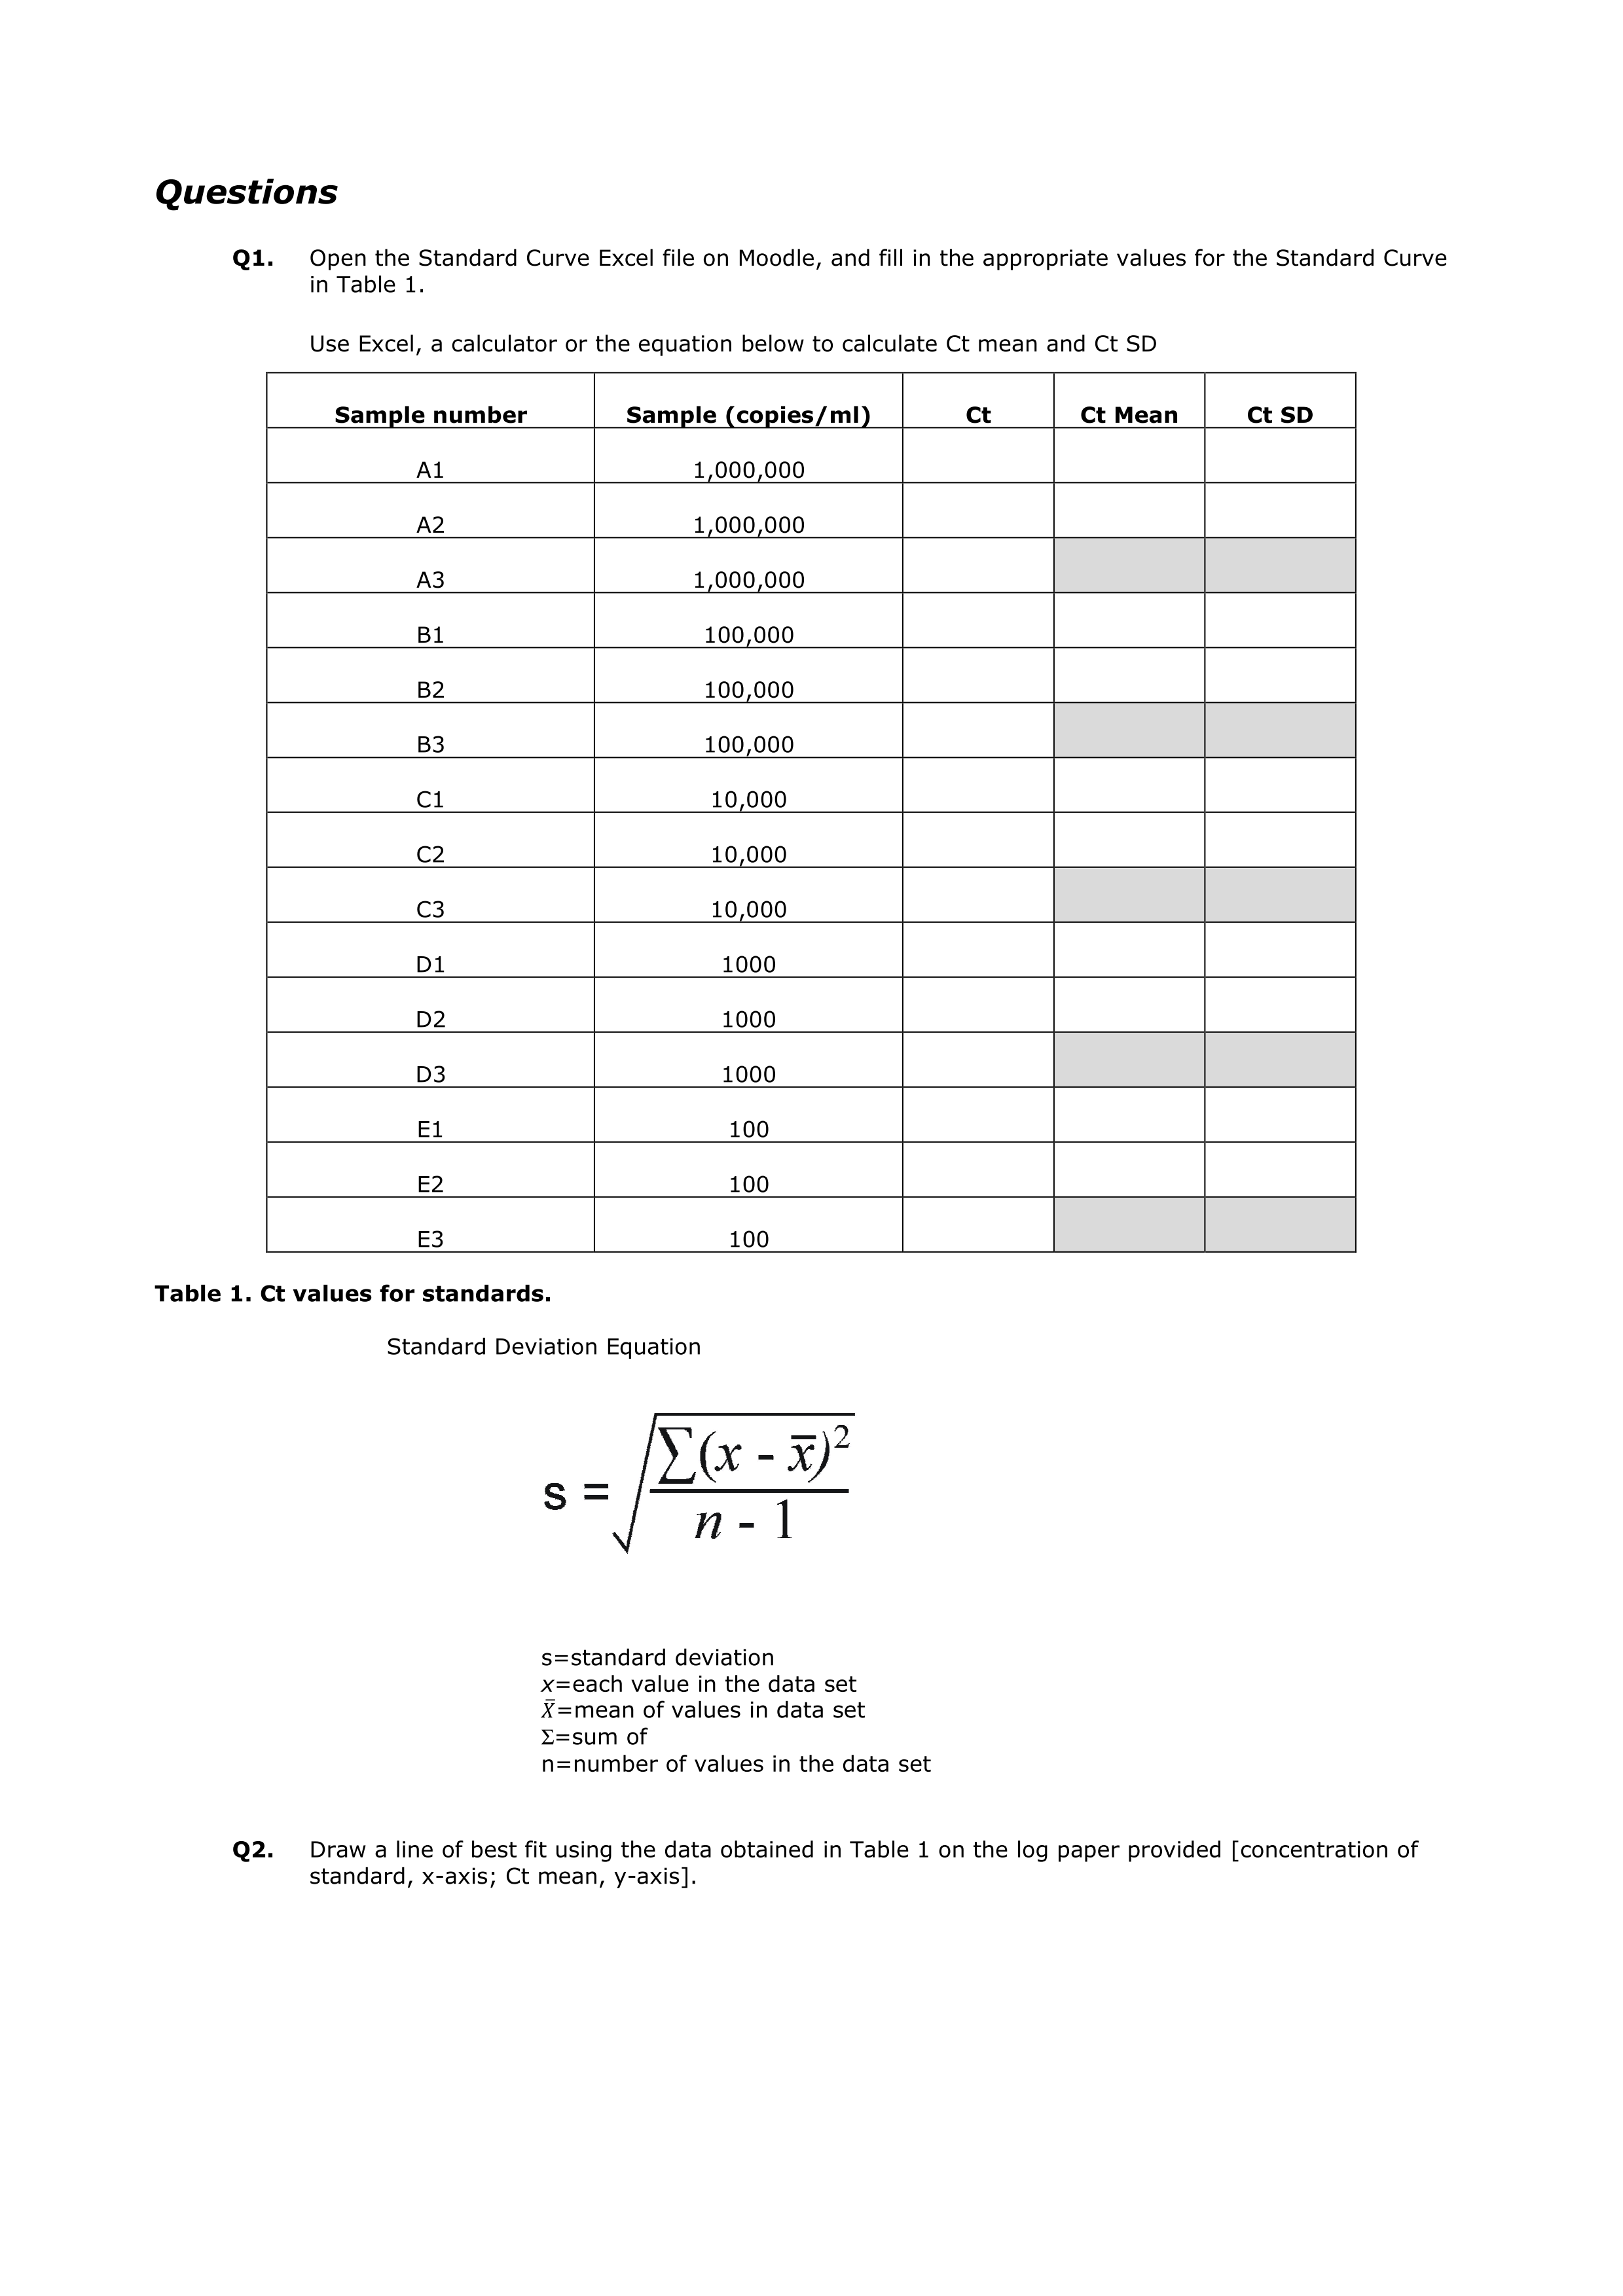 Questions
Q1. Open the Standard Curve Excel file on Moodle, and fill in the appropriate values for the Standard Curve
in Table 1.
Use Excel, a calculator or the equation below to calculate Ct mean and Ct SD
Sample number Sample (copies/ml) Ct Ct Mean Ct SD
A1 1,000,000
A2 1,000,000
A3 1,000,000
B1 100,000
B2 100,000
B3 100,000
C1 10,000
C2 10,000
C3 10,000
D1 1000
D2 1000
D3 1000
E1 100
E2 100
E3 100
Table 1. Ct values for standards.
Standard Deviation Equation
s = √(∑(x - x̅)² / n - 1)
s=standard deviation
x=each value in the data set
X̅=mean of values in data set
Σ=sum of
n=number of values in the data set
Q2. Draw a line of best fit using the data obtained in Table 1 on the log paper provided [concentration of
standard, x-axis; Ct mean, y-axis].